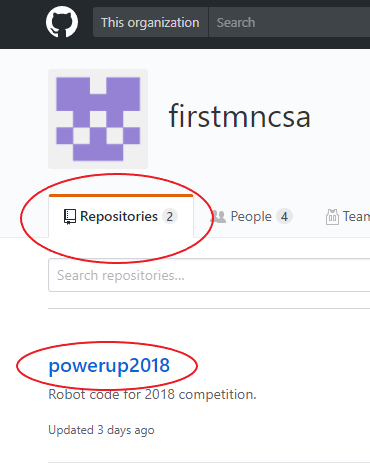 This organization Search
firstmncsa
Repositories 2 People 4 Team
Search repositories...
powerup2018
Robot code for 2018 competition.
Updated 3 days ago